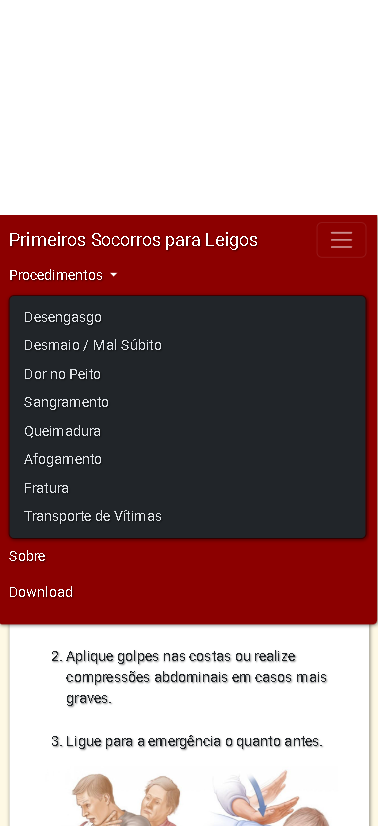 Primeiros Socorros para Leigos
Procedimentos
Desengasgo
Desmaio / Mal Súbito
Dor no Peito
Sangramento
Queimadura
Afogamento
Fratura
Transporte de Vítimas
Sobre
Download
2. Aplique golpes nas costas ou realize
compressões abdominais em casos mais
graves.
3. Ligue para a emergência o quanto antes.